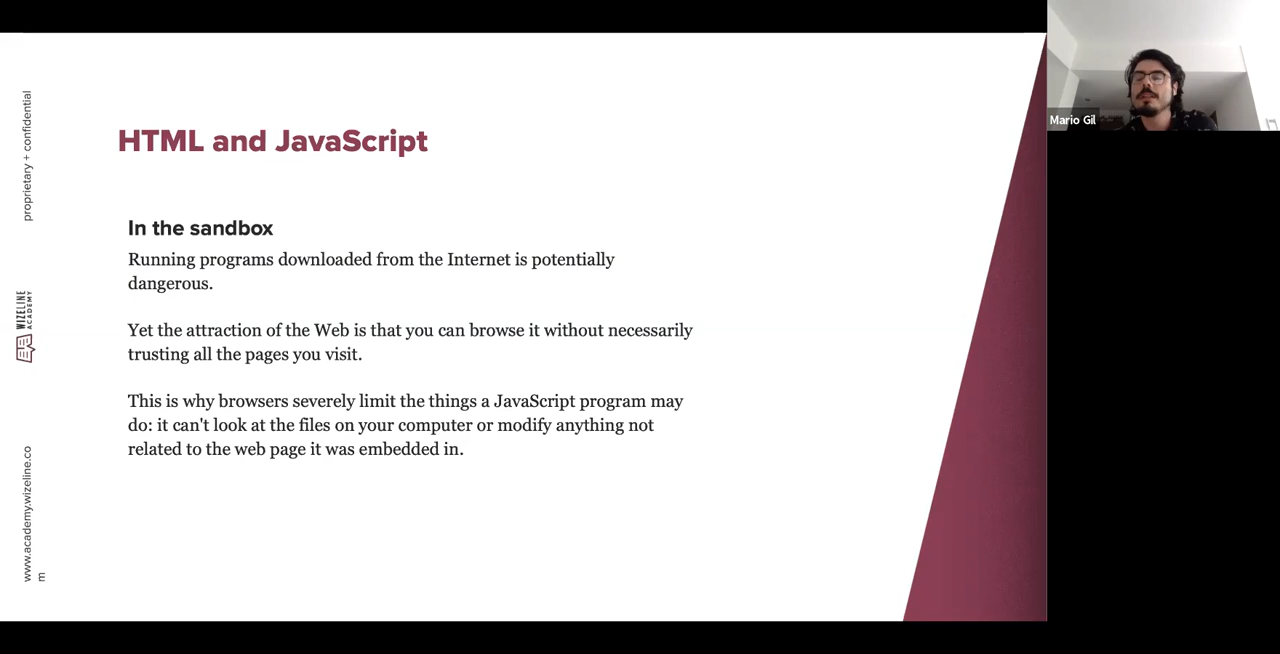 HTML and JavaScript
In the sandbox
Running programs downloaded from the Internet is potentially
dangerous.
Yet the attraction of the Web is that you can browse it without necessarily
trusting all the pages you visit.
This is why browsers severely limit the things a JavaScript program may
do: it can't look at the files on your computer or modify anything not
related to the web page it was embedded in.
proprietary + confidential
WIZELINE
ACADEMY
www.academy.wizeline.co
m
Mario Gil